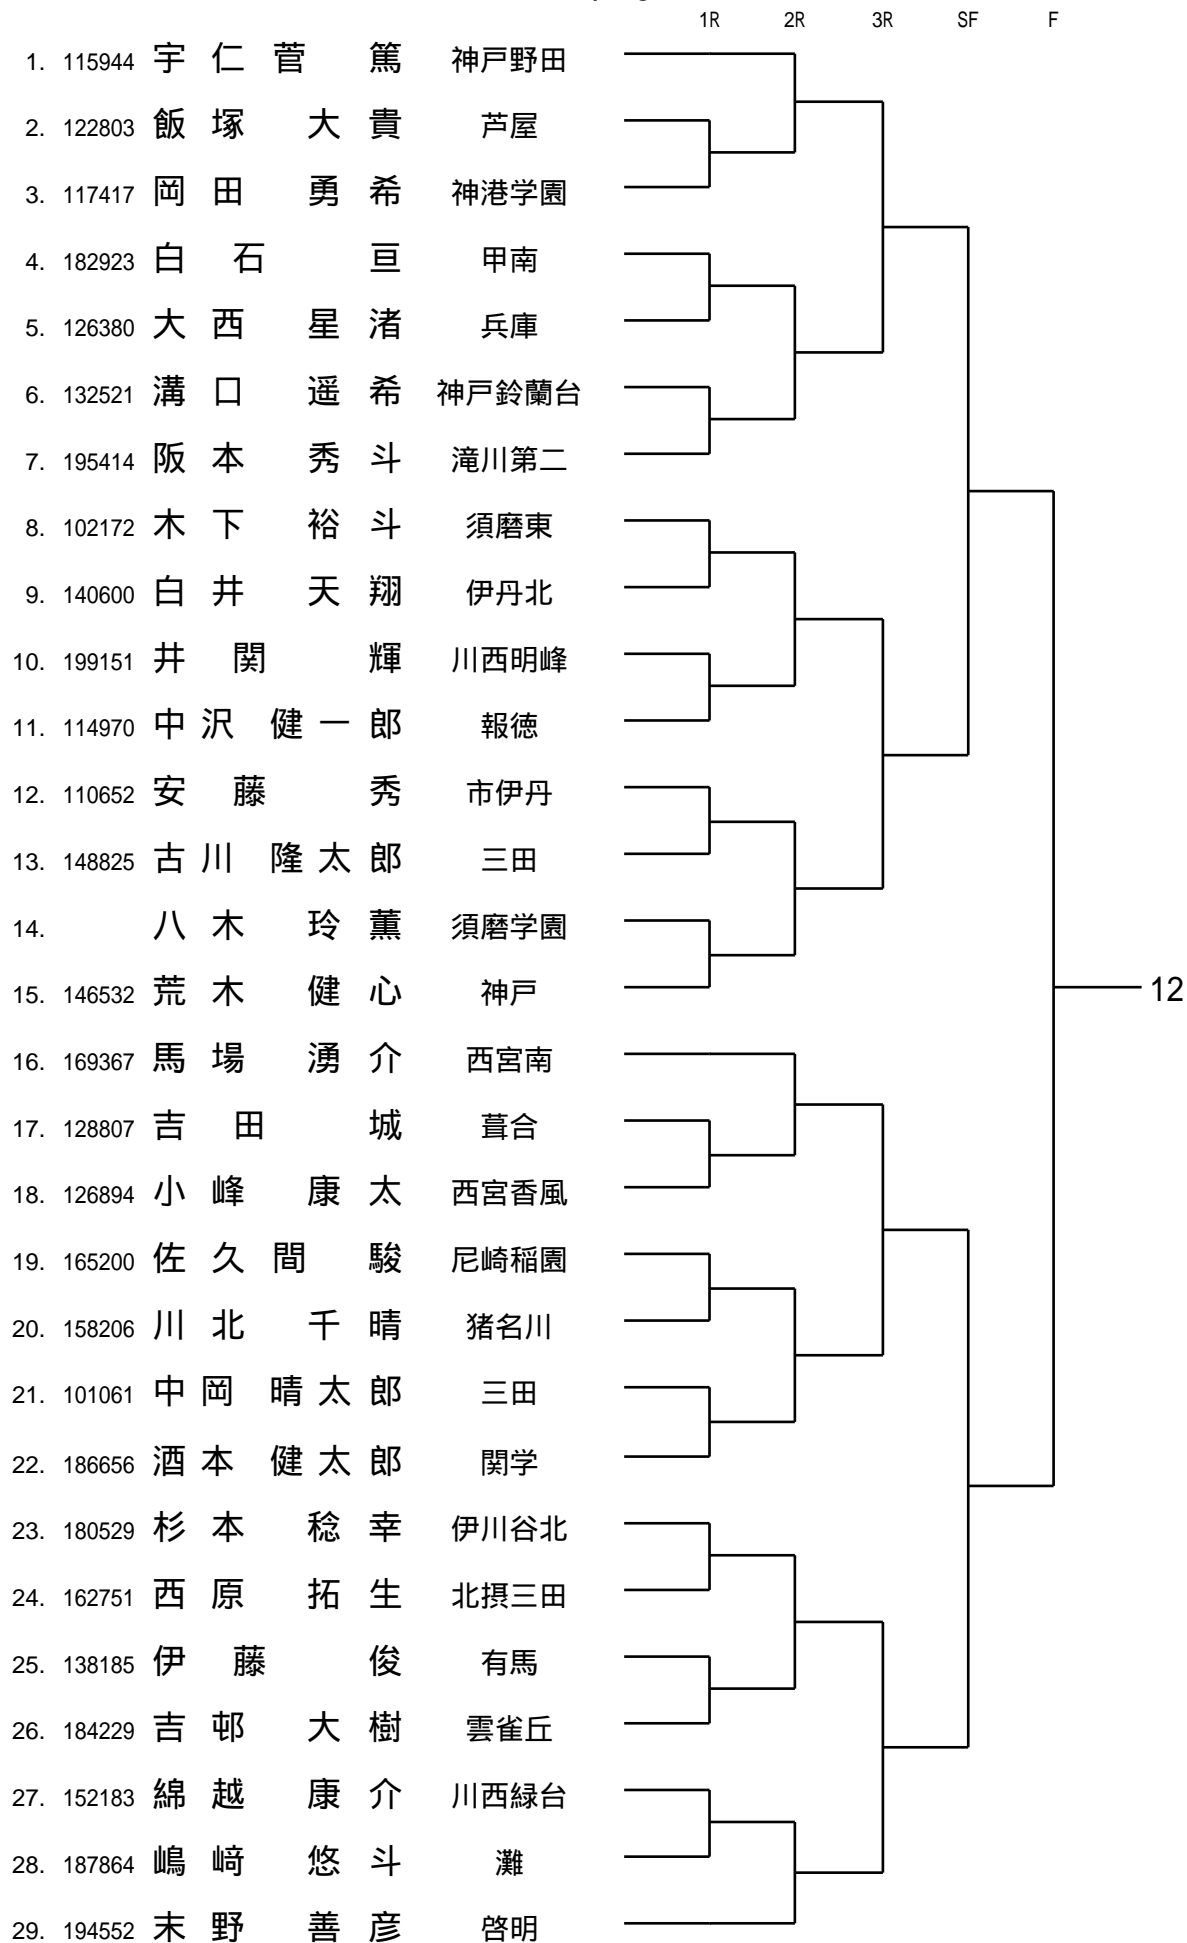 1R 2R 3R SF F
1. 115944 宇仁菅 篤 神戸野田
2. 122803 飯塚 大貴 芦屋
3. 117417 岡田 勇希 神港学園
4. 182923 白石 亘 甲南
5. 126380 大西 星渚 兵庫
6. 132521 溝口 遥希 神戸鈴蘭台
7. 195414 阪本 秀斗 滝川第二
8. 102172 木下 裕斗 須磨東
9. 140600 白井 天翔 伊丹北
10. 199151 井関 輝 川西明峰
11. 114970 中沢 健一郎 報徳
12. 110652 安藤 秀 市伊丹
13. 148825 古川 隆太郎 三田
14. 八木 玲薫 須磨学園
15. 146532 荒木 健心 神戸
12
16. 169367 馬場 湧介 西宮南
17. 128807 吉田 城 葺合
18. 126894 小峰 康太 西宮香風
19. 165200 佐久間 駿 尼崎稲園
20. 158206 川北 千晴 猪名川
21. 101061 中岡 晴太郎 三田
22. 186656 酒本 健太郎 関学
23. 180529 杉本 稔幸 伊川谷北
24. 162751 西原 拓生 北摂三田
25. 138185 伊藤 俊 有馬
26. 184229 吉邨 大樹 雲雀丘
27. 152183 綿越 康介 川西緑台
28. 187864 嶋﨑 悠斗 灘
29. 194552 末野 善彦 啓明